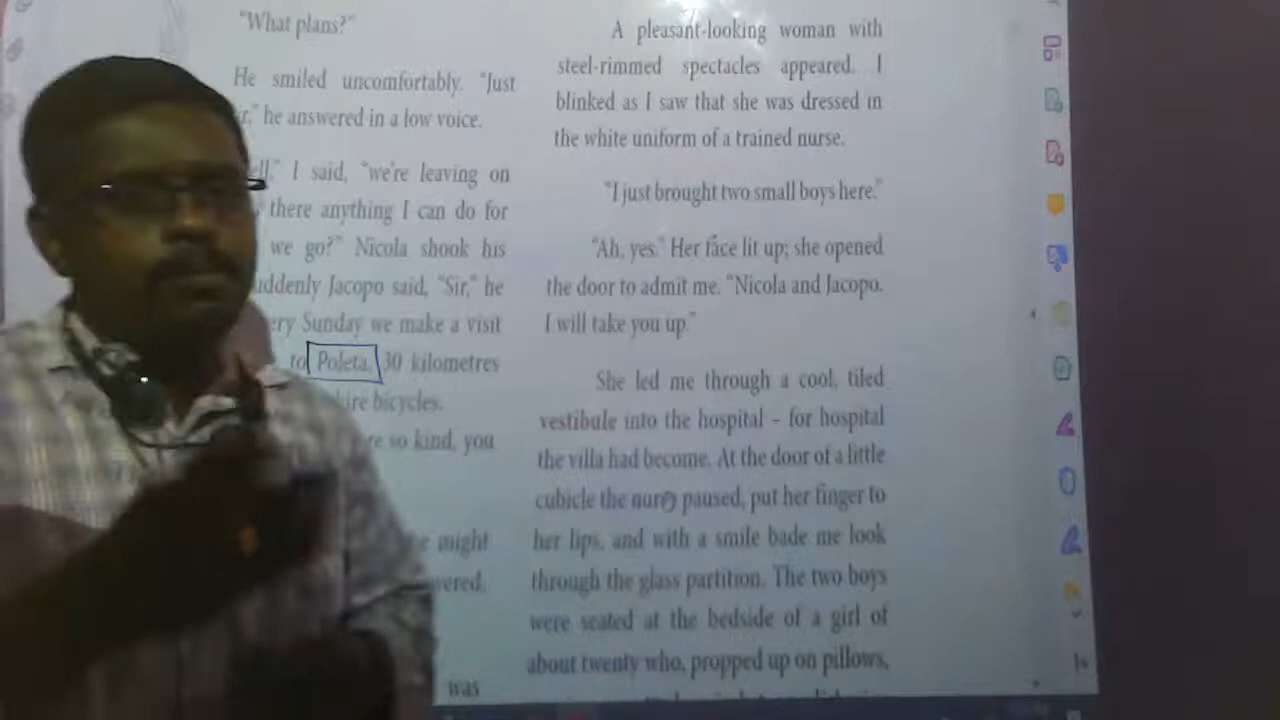 "What plans?"
He smiled uncomfortably. "Just
he answered in a low voice.
I said, "we're leaving on
there anything I can do for
we go?" Nicola shook his
Jacopo said, "Sir," he
Sunday we make a visit
to Poleta, 30 kilometres
bicycles.
so kind, you
might
was
A pleasant-looking woman with
steel-rimmed spectacles appeared. I
blinked as I saw that she was dressed in
the white uniform of a trained nurse.
"I just brought two small boys here."
"Ah, yes." Her face lit up; she opened
the door to admit me. "Nicola and Jacopo.
I will take you up."
She led me through a cool, tiled
vestibule into the hospital – for hospital
the villa had become. At the door of a little
cubicle the nurse paused, put her finger to
her lips, and with a smile bade me look
through the glass partition. The two boys
were seated at the bedside of a girl of
about twenty who, propped up on pillows,